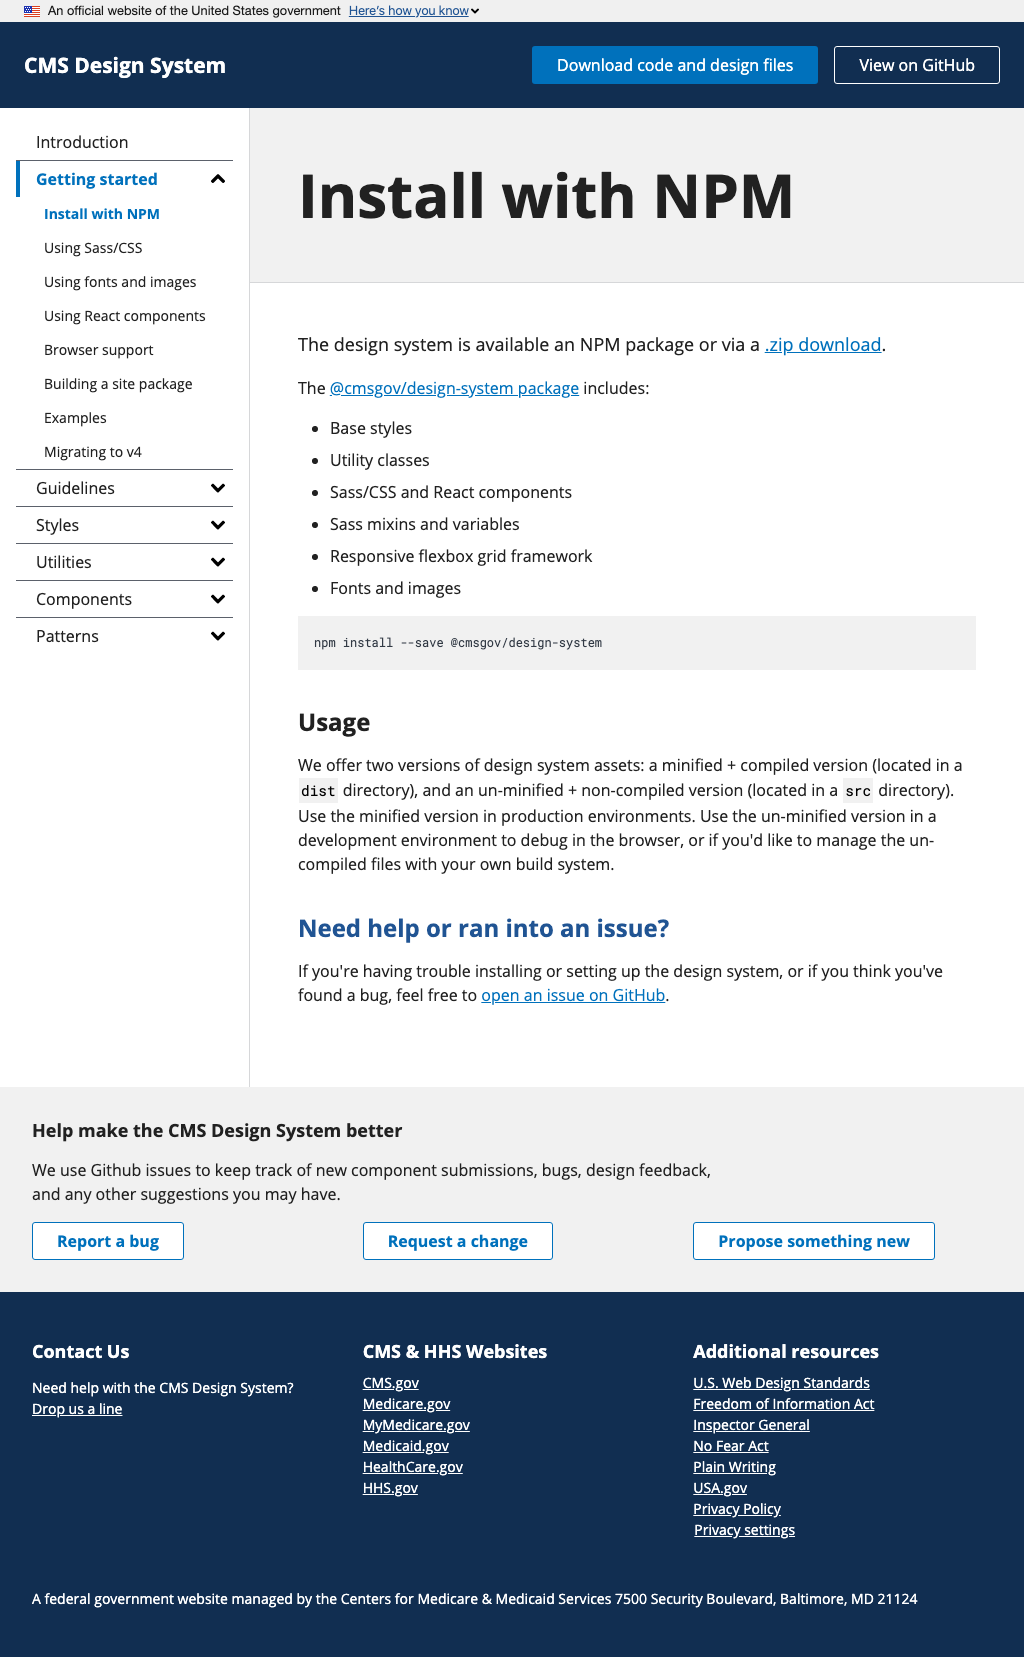 An official website of the United States government Here's how you know
CMS Design System
Download code and design files
View on GitHub
Introduction
Getting started
Install with NPM
Using Sass/CSS
Using fonts and images
Using React components
Browser support
Building a site package
Examples
Migrating to v4
Guidelines
Styles
Utilities
Components
Patterns
Install with NPM
The design system is available an NPM package or via a .zip download.
The @cmsgov/design-system package includes:
Base styles
Utility classes
Sass/CSS and React components
Sass mixins and variables
Responsive flexbox grid framework
Fonts and images
npm install --save @cmsgov/design-system
Usage
We offer two versions of design system assets: a minified + compiled version (located in a
dist directory), and an un-minified + non-compiled version (located in a src directory).
Use the minified version in production environments. Use the un-minified version in a
development environment to debug in the browser, or if you'd like to manage the un-
compiled files with your own build system.
Need help or ran into an issue?
If you're having trouble installing or setting up the design system, or if you think you've
found a bug, feel free to open an issue on GitHub.
Help make the CMS Design System better
We use Github issues to keep track of new component submissions, bugs, design feedback,
and any other suggestions you may have.
Report a bug
Request a change
Propose something new
Contact Us
Need help with the CMS Design System?
Drop us a line
CMS & HHS Websites
CMS.gov
Medicare.gov
MyMedicare.gov
Medicaid.gov
HealthCare.gov
HHS.gov
Additional resources
U.S. Web Design Standards
Freedom of Information Act
Inspector General
No Fear Act
Plain Writing
USA.gov
Privacy Policy
Privacy settings
A federal government website managed by the Centers for Medicare & Medicaid Services 7500 Security Boulevard, Baltimore, MD 21124